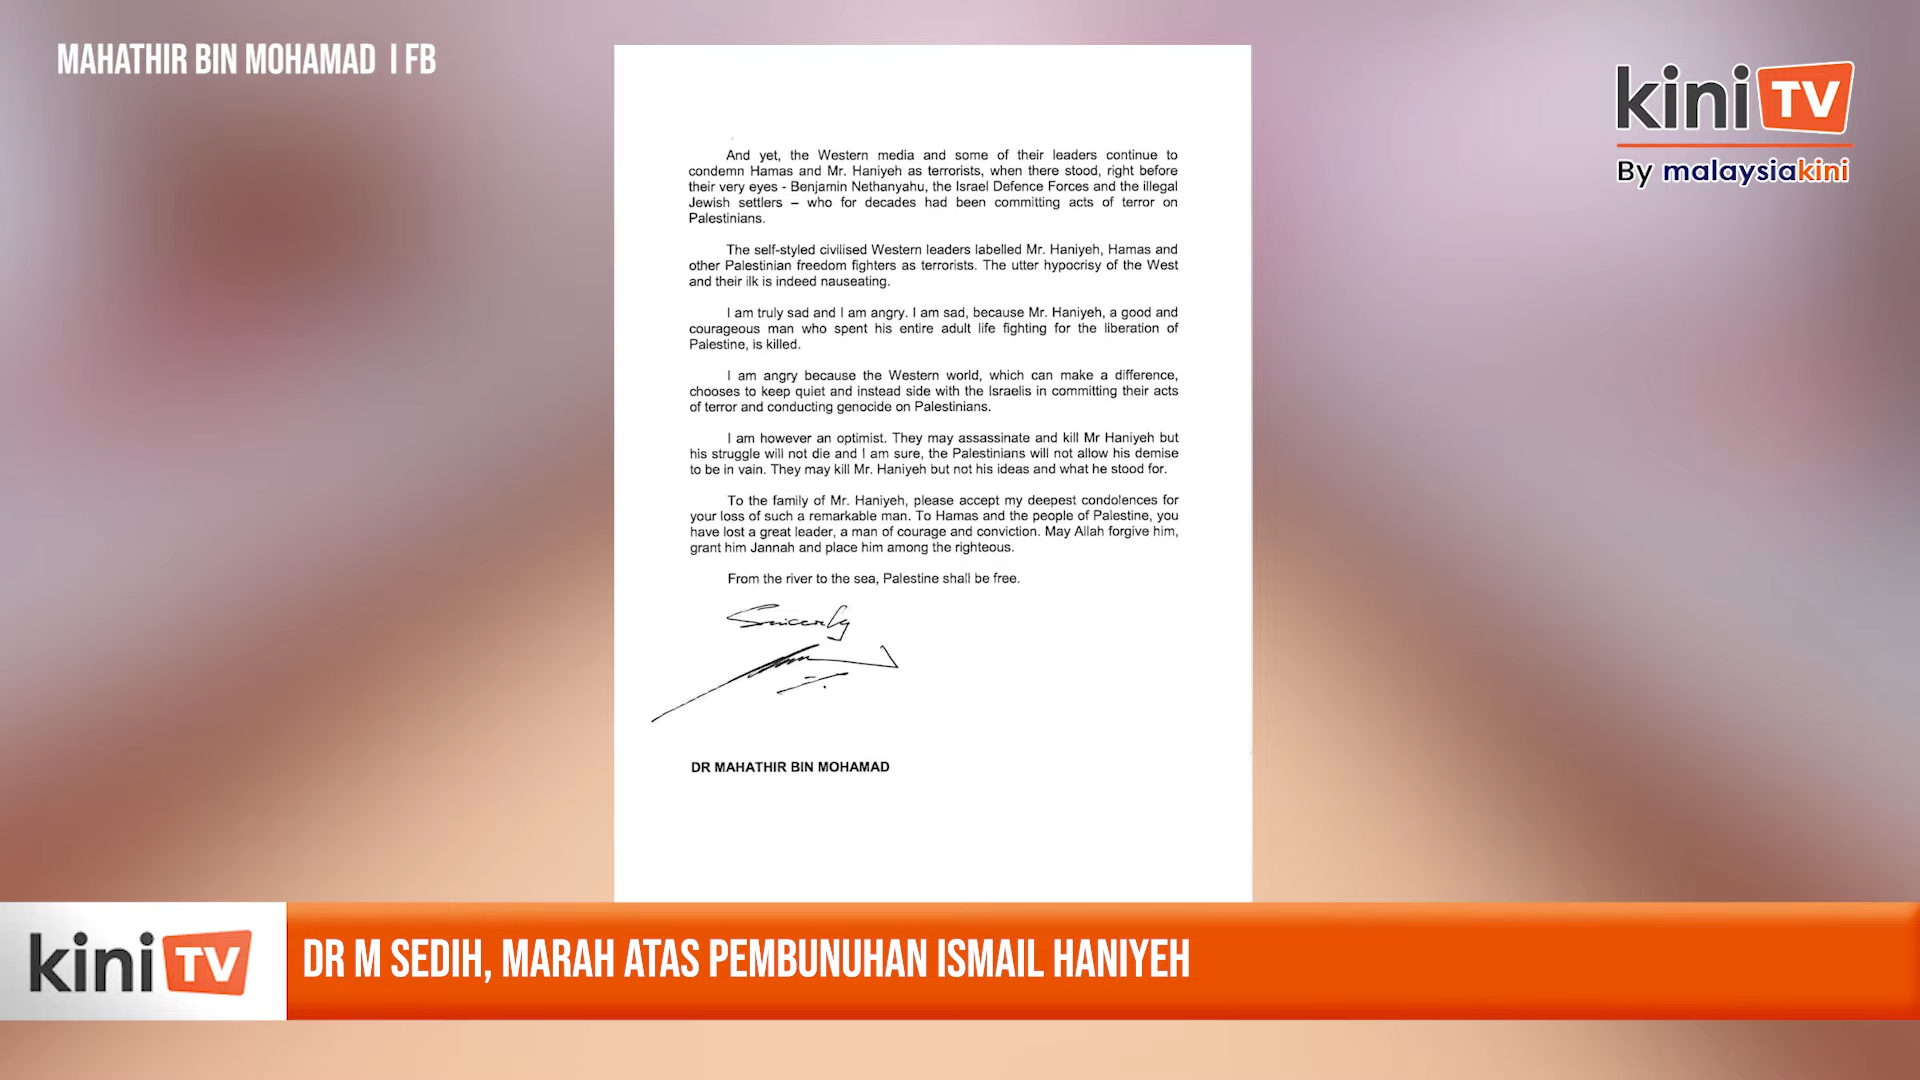 MAHATHIR BIN MOHAMAD | FB
kini TV
By malaysiakini
And yet, the Western media and some of their leaders continue to
condemn Hamas and Mr. Haniyeh as terrorists, when there stood, right before
their very eyes - Benjamin Nethanyahu, the Israel Defence Forces and the illegal
Jewish settlers – who for decades had been committing acts of terror on
Palestinians.
The self-styled civilised Western leaders labelled Mr. Haniyeh, Hamas and
other Palestinian freedom fighters as terrorists. The utter hypocrisy of the West
and their ilk is indeed nauseating.
I am truly sad and I am angry. I am sad, because Mr. Haniyeh, a good and
courageous man who spent his entire adult life fighting for the liberation of
Palestine, is killed.
I am angry because the Western world, which can make a difference,
chooses to keep quiet and instead side with the Israelis in committing their acts
of terror and conducting genocide on Palestinians.
I am however an optimist. They may assassinate and kill Mr Haniyeh but
his struggle will not die and I am sure, the Palestinians will not allow his demise
to be in vain. They may kill Mr. Haniyeh but not his ideas and what he stood for.
To the family of Mr. Haniyeh, please accept my deepest condolences for
your loss of such a remarkable man. To Hamas and the people of Palestine, you
have lost a great leader, a man of courage and conviction. May Allah forgive him,
grant him Jannah and place him among the righteous.
From the river to the sea, Palestine shall be free.
Sincerely
DR MAHATHIR BIN MOHAMAD
kini TV
DR M SEDIH, MARAH ATAS PEMBUNUHAN ISMAIL HANIYEH